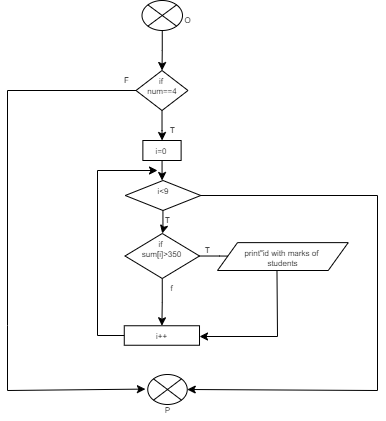 O
F
if
num==4
T
i=0
i<9
T
if
sum[i]>350
T
print"id with marks of
students
f
i++
P